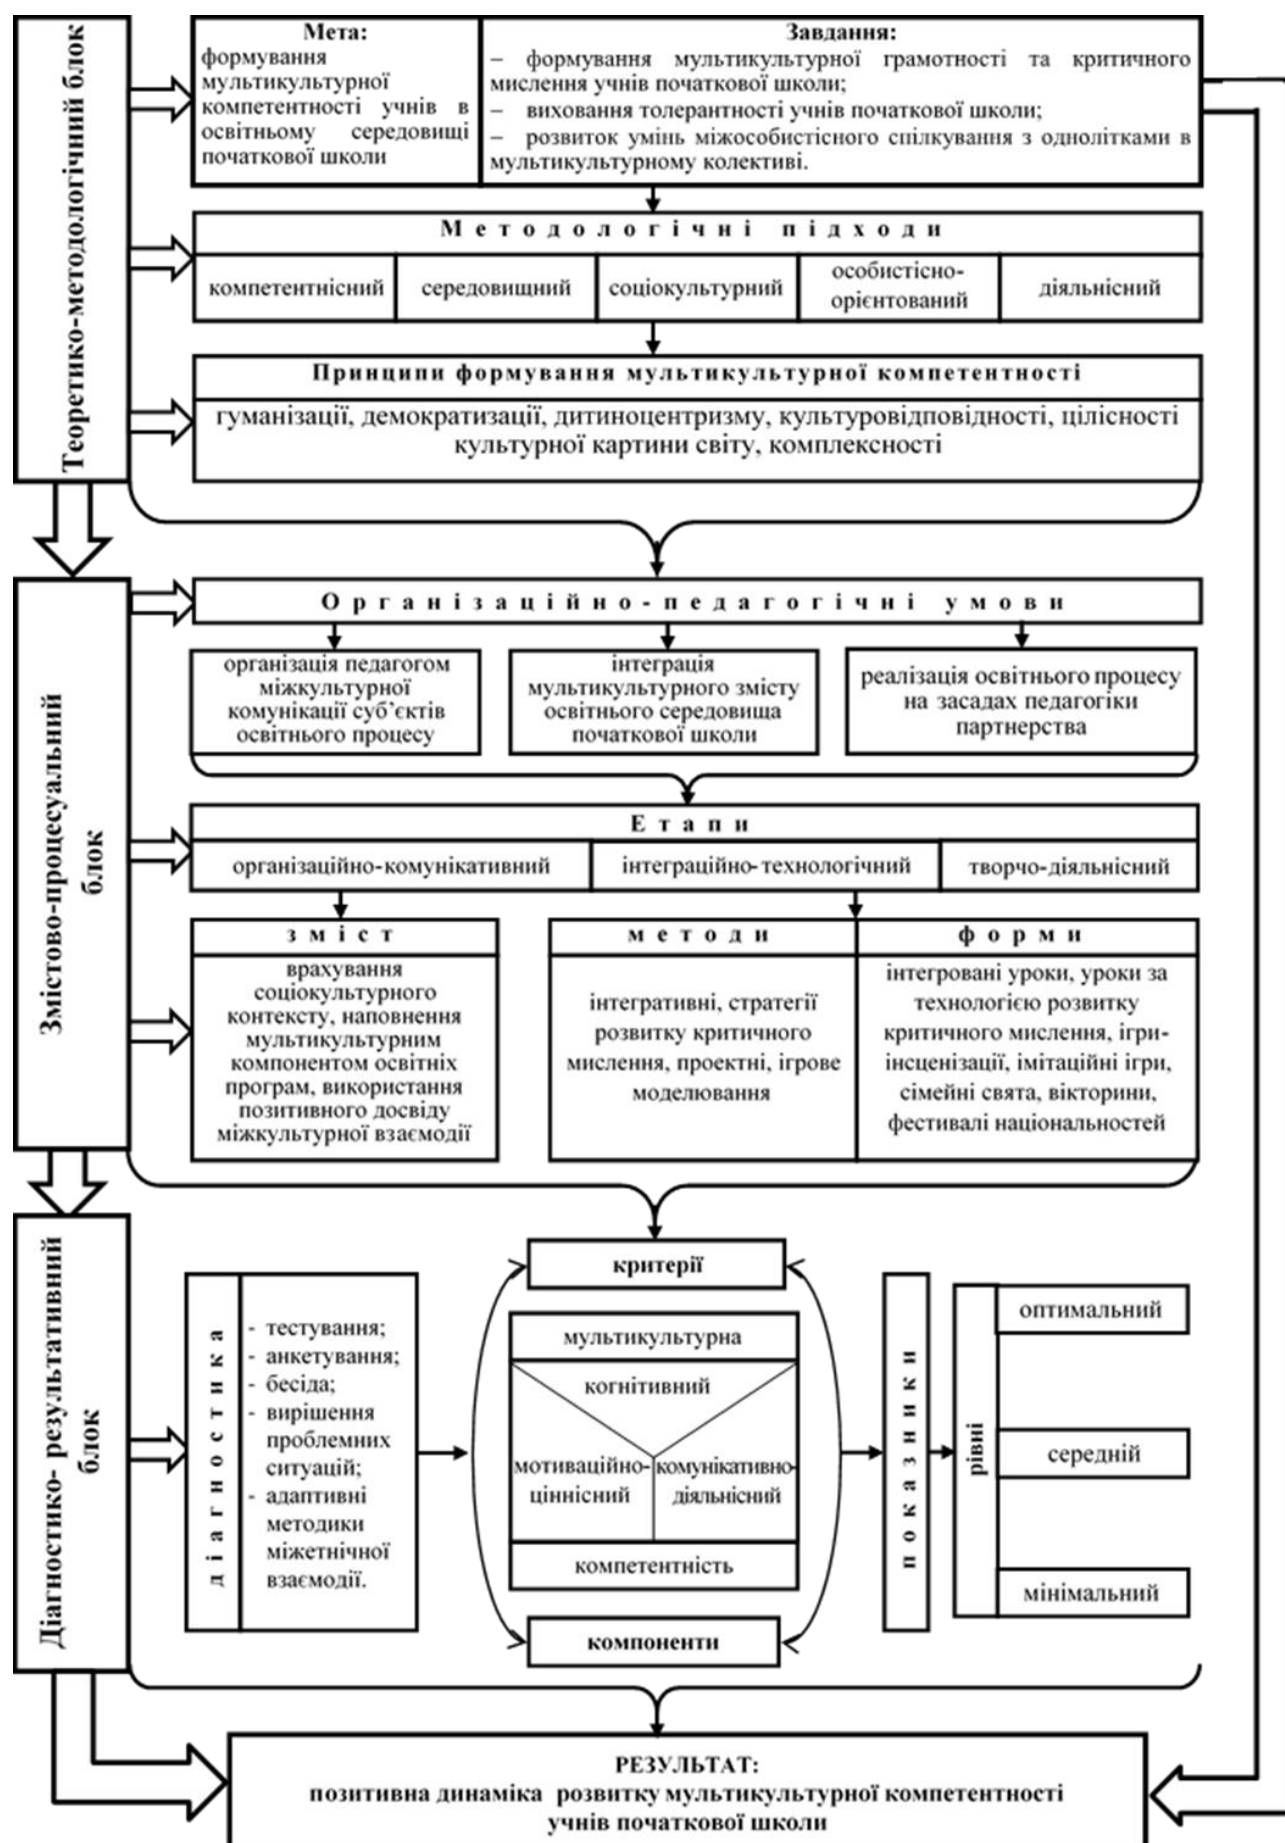 Теоретико-методологічний блок
Мета:
формування
мультикультурної
компетентності учнів в
освітньому середовищі
початкової школи
Завдання:
– формування мультикультурної грамотності та критичного
мислення учнів початкової школи;
– виховання толерантності учнів початкової школи;
– розвиток умінь міжособистісного спілкування з однолітками в
мультикультурному колективі.
Методологічні підходи
компетентнісний
середовищний
соціокультурний
особистісно-
орієнтований
діяльнісний
Принципи формування мультикультурної компетентності
гуманізації, демократизації, дитиноцентризму, культуровідповідності, цілісності
культурної картини світу, комплексності
Змістово-процесуальний
блок
Організаційно-педагогічні умови
організація педагогом
міжкультурної
комунікації суб’єктів
освітнього процесу
інтеграція
мультикультурного змісту
освітнього середовища
початкової школи
реалізація освітнього процесу
на засадах педагогіки
партнерства
Етапи
організаційно-комунікативний
інтеграційно-технологічний
творчо-діяльнісний
зміст
врахування
соціокультурного
контексту, наповнення
мультикультурним
компонентом освітніх
програм, використання
позитивного досвіду
міжкультурної взаємодії
методи
інтегративні, стратегії
розвитку критичного
мислення, проектні, ігрове
моделювання
форми
інтегровані уроки, уроки за
технологією розвитку
критичного мислення, ігри-
інсценізації, імітаційні ігри,
сімейні свята, вікторини,
фестивалі національностей
Діагностико- результативний
блок
діагностика
- тестування;
- анкетування;
- бесіда;
- вирішення
проблемних
ситуацій;
- адаптивні
методики
міжетнічної
взаємодії.
критерії
мультикультурна
когнітивний
мотиваційно-
ціннісний
комунікативно-
діяльнісний
компетентність
компоненти
показники
рівні
оптимальний
середній
мінімальний
РЕЗУЛЬТАТ:
позитивна динаміка розвитку мультикультурної компетентності
учнів початкової школи